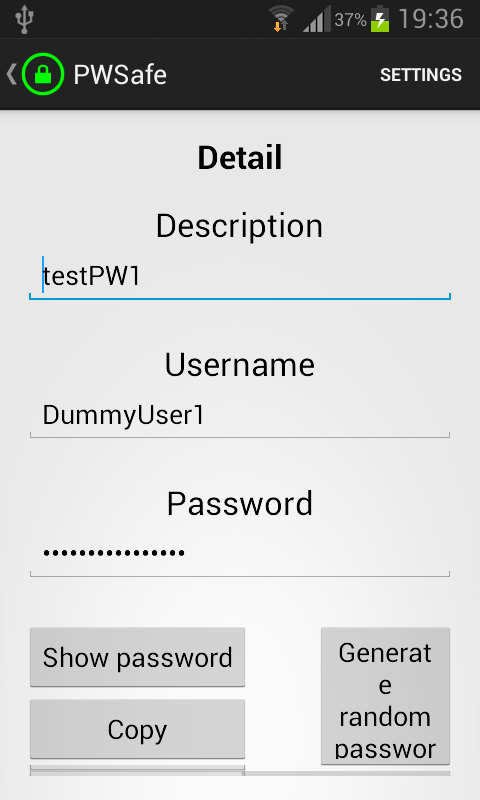 37% 19:36
PWSafe SETTINGS
Detail
Description
testPW1
Username
DummyUser1
Password
••••••••••••••••
Show password
Generat
e
random
passwor
Copy